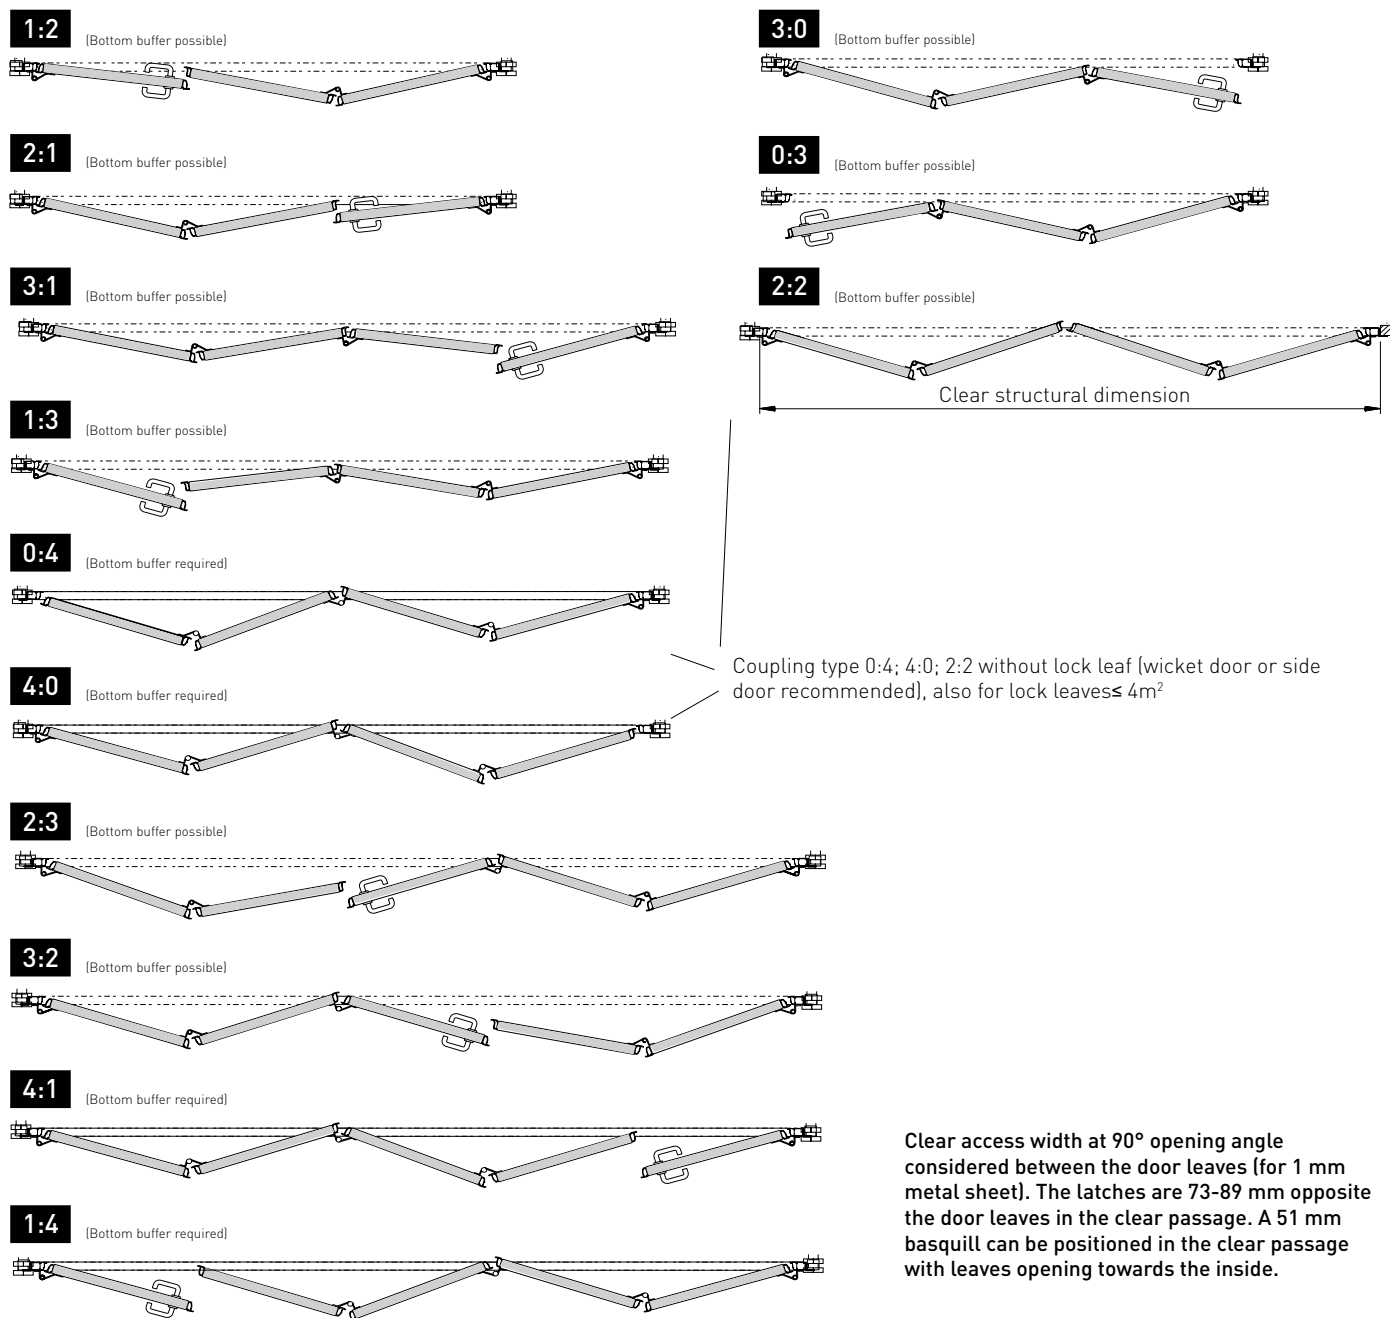 1:2
(Bottom buffer possible)
2:1
(Bottom buffer possible)
3:1
(Bottom buffer possible)
1:3
(Bottom buffer possible)
0:4
(Bottom buffer required)
4:0
(Bottom buffer required)
2:3
(Bottom buffer possible)
3:2
(Bottom buffer possible)
4:1
(Bottom buffer required)
1:4
(Bottom buffer required)
3:0
(Bottom buffer possible)
0:3
(Bottom buffer possible)
2:2
(Bottom buffer possible)
Clear structural dimension
Coupling type 0:4; 4:0; 2:2 without lock leaf (wicket door or side
door recommended), also for lock leaves≤ 4m²
Clear access width at 90° opening angle
considered between the door leaves (for 1 mm
metal sheet). The latches are 73-89 mm opposite
the door leaves in the clear passage. A 51 mm
basquill can be positioned in the clear passage
with leaves opening towards the inside.